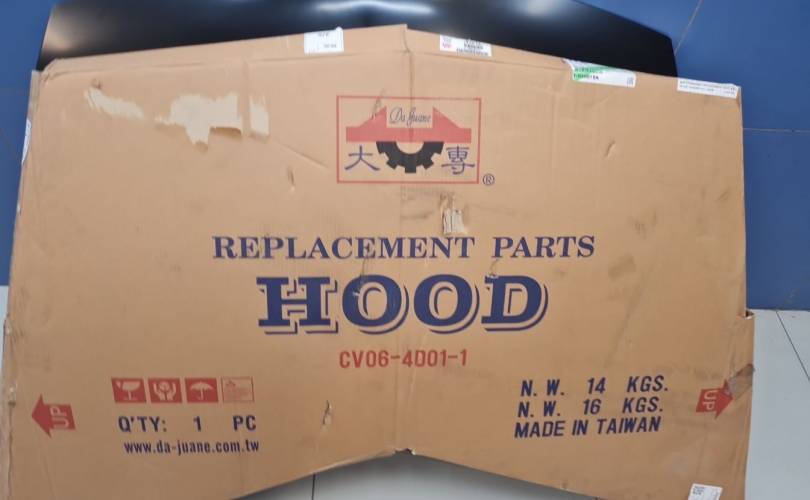 Da Juane
大 專
®
REPLACEMENT PARTS
HOOD
CV06-4D01-1
UP
Q'TY: 1 PC
www.da-juane.com.tw
N. W. 14 KGS.
N. W. 16 KGS.
MADE IN TAIWAN
UP